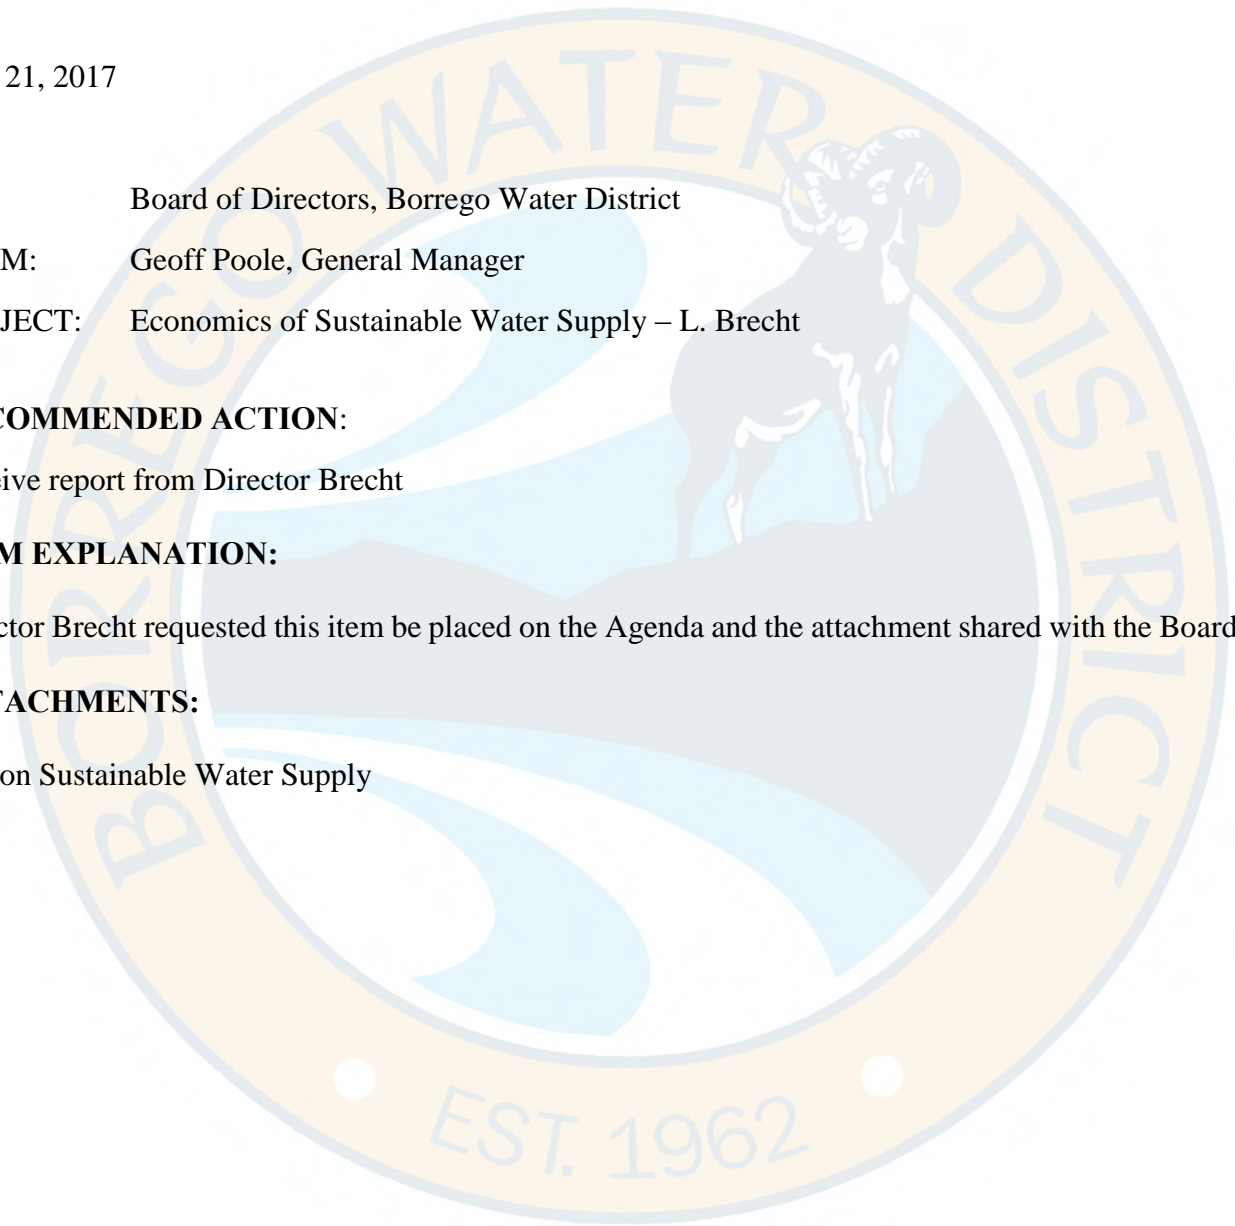 21, 2017
Board of Directors, Borrego Water District
M: Geoff Poole, General Manager
JECT: Economics of Sustainable Water Supply – L. Brecht
COMMENDED ACTION:
eive report from Director Brecht
M EXPLANATION:
ctor Brecht requested this item be placed on the Agenda and the attachment shared with the Board
TACHMENTS:
on Sustainable Water Supply
BORREGO WATER DISTRICT
EST. 1962